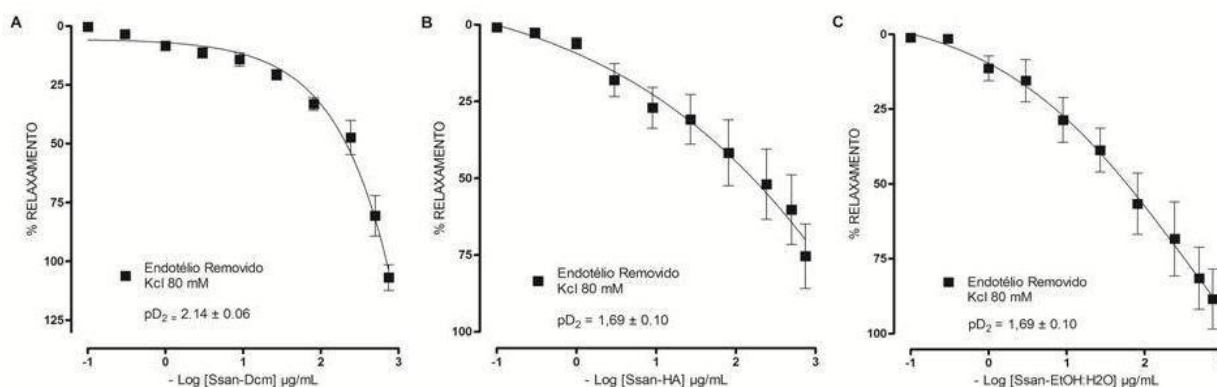 A
% RELAXAMENTO
0
25
50
75
100
125
Endotélio Removido
Kcl 80 mM
pD2 = 2.14 ± 0.06
-1 0 1 2 3
- Log [Ssan-Dcm] µg/mL
B
% RELAXAMENTO
0
25
50
75
100
Endotélio Removido
Kcl 80 mM
pD2 = 1,69 ± 0.10
-1 0 1 2 3
- Log [Ssan-HA] µg/mL
C
% RELAXAMENTO
0
25
50
75
100
Endotélio Removido
Kcl 80 mM
pD2 = 1,69 ± 0.10
-1 0 1 2
- Log [Ssan-EtOH:H2O] µg/mL